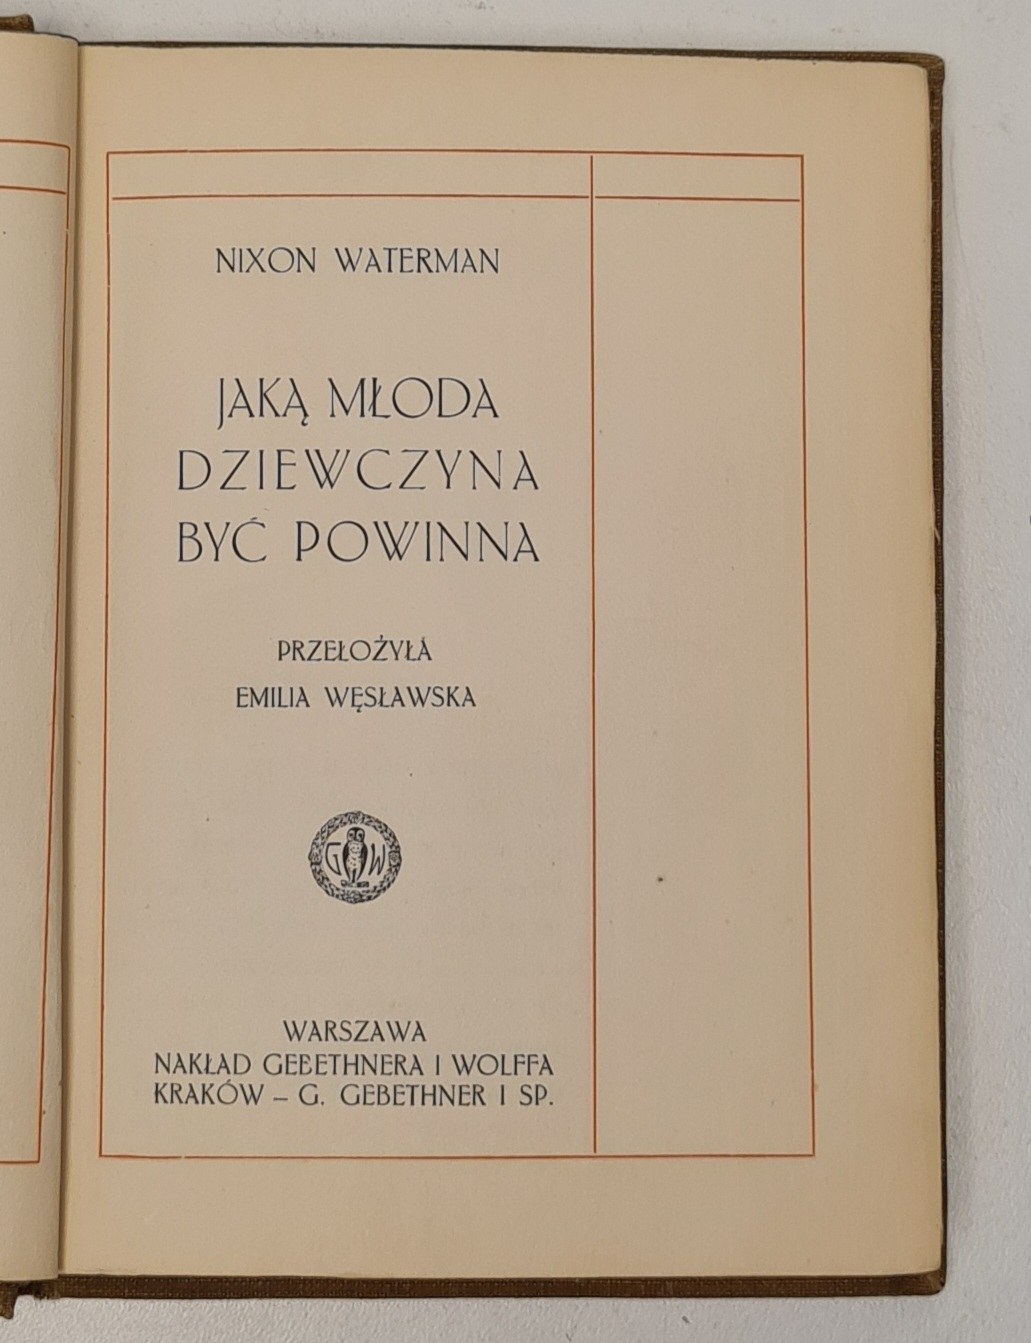 NIXON WATERMAN
JAKĄ MŁODA
DZIEWCZYNA
BYĆ POWINNA
PRZEŁOŻYŁA
EMILIA WĘSŁAWSKA
G W
WARSZAWA
NAKŁAD GEBETHNERA I WOLFFA
KRAKÓW – G. GEBETHNER I SP.